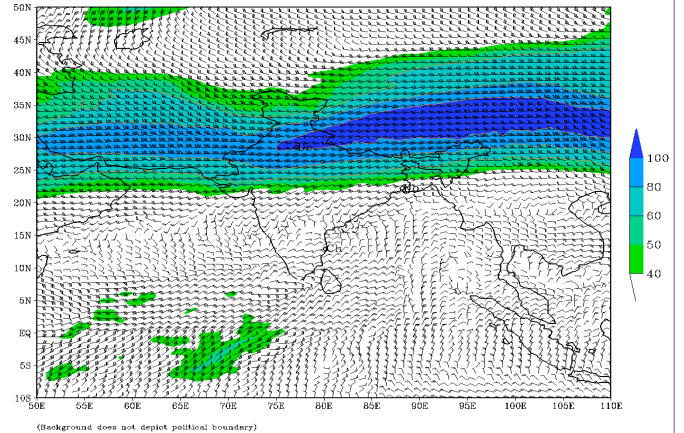 50N
45N
40N
35N
30N
25N
20N
15N
10N
5N
EQ
5S
10S
50E 55E 60E 65E 70E 75E 80E 85E 90E 95E 100E 105E 110E
100
80
60
50
40
(Background does not depict political boundary)